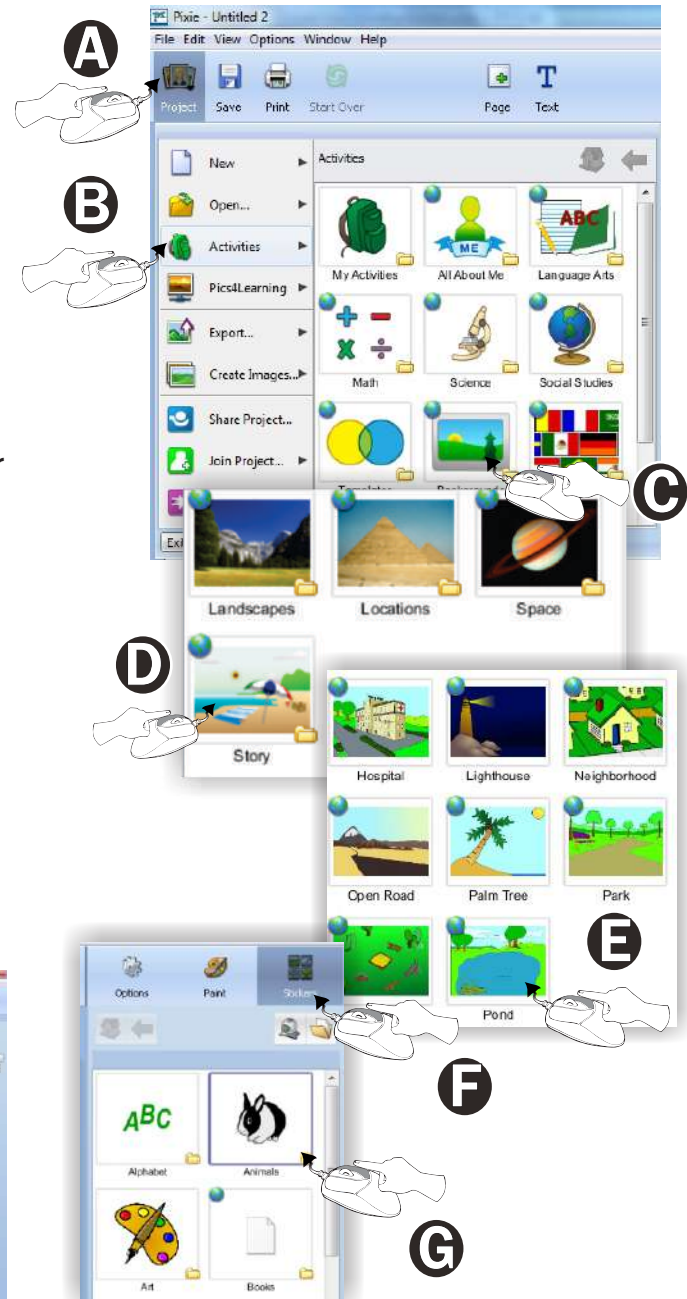 A
Pixie - Untitled 2
File Edit View Options Window Help
Project Save Print Start Over Page Text
B
New
Activities
Open...
Activities
ME
ABC
My Activities All About Me Language Arts
Pics4Learning
Export...
Create Images...
Math Science Social Studies
Share Project...
Join Project...
C
Landscapes Locations Space
D
Story
Hospital Lighthouse Neighborhood
Open Road Palm Tree Park
E
Pond
Options Paint Stickers
F
ABC
Alphabet Animals
G
Art Books